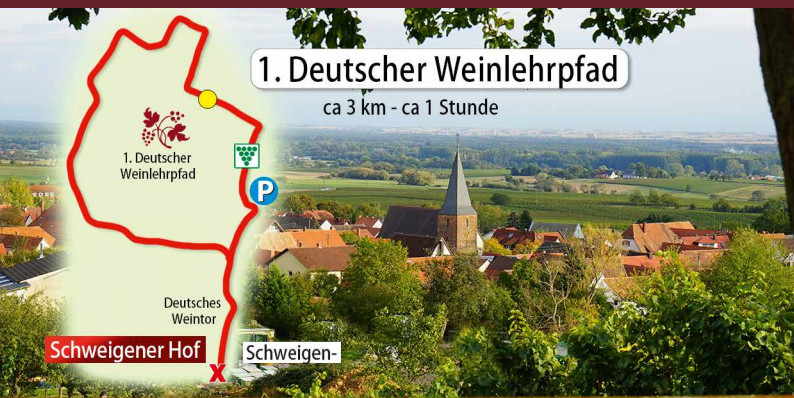 1. Deutscher Weinlehrpfad
ca 3 km - ca 1 Stunde
1. Deutscher
Weinlehrpfad
P
Deutsches
Weintor
Schweigener Hof
Schweigen-
X